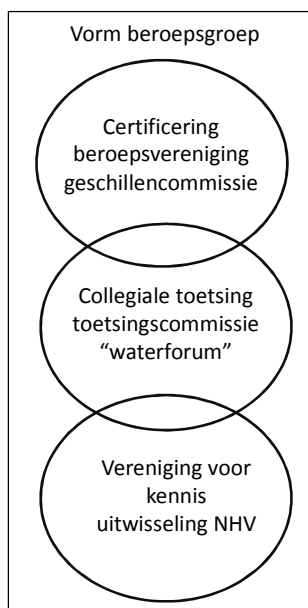 Vorm beroepsgroep
Certificering
beroepsvereniging
geschillencommissie
Collegiale toetsing
toetsingscommissie
“waterforum”
Vereniging voor
kennis
uitwisseling NHV